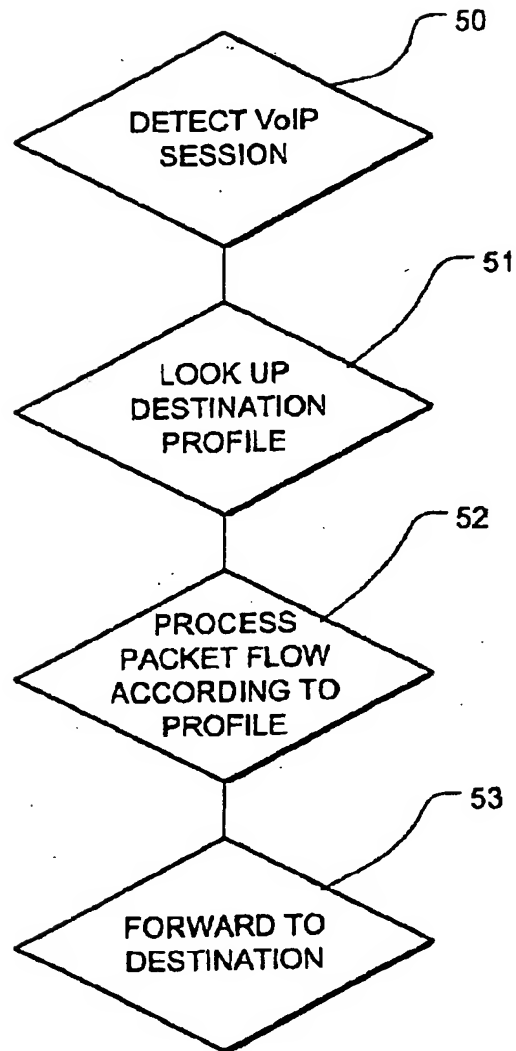 50
DETECT VoIP
SESSION
51
LOOK UP
DESTINATION
PROFILE
52
PROCESS
PACKET FLOW
ACCORDING TO
PROFILE
53
FORWARD TO
DESTINATION